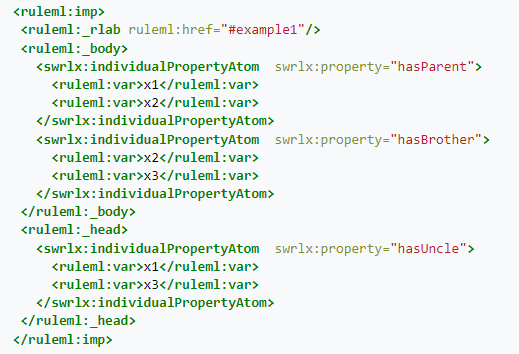 <ruleml:imp>
<ruleml:_rlab ruleml:href="#example1"/>
<ruleml:_body>
<swrlx:individualPropertyAtom  swrlx:property="hasParent">
<ruleml:var>x1</ruleml:var>
<ruleml:var>x2</ruleml:var>
</swrlx:individualPropertyAtom>
<swrlx:individualPropertyAtom  swrlx:property="hasBrother">
<ruleml:var>x2</ruleml:var>
<ruleml:var>x3</ruleml:var>
</swrlx:individualPropertyAtom>
</ruleml:_body>
<ruleml:_head>
<swrlx:individualPropertyAtom  swrlx:property="hasUncle">
<ruleml:var>x1</ruleml:var>
<ruleml:var>x3</ruleml:var>
</swrlx:individualPropertyAtom>
</ruleml:_head>
</ruleml:imp>